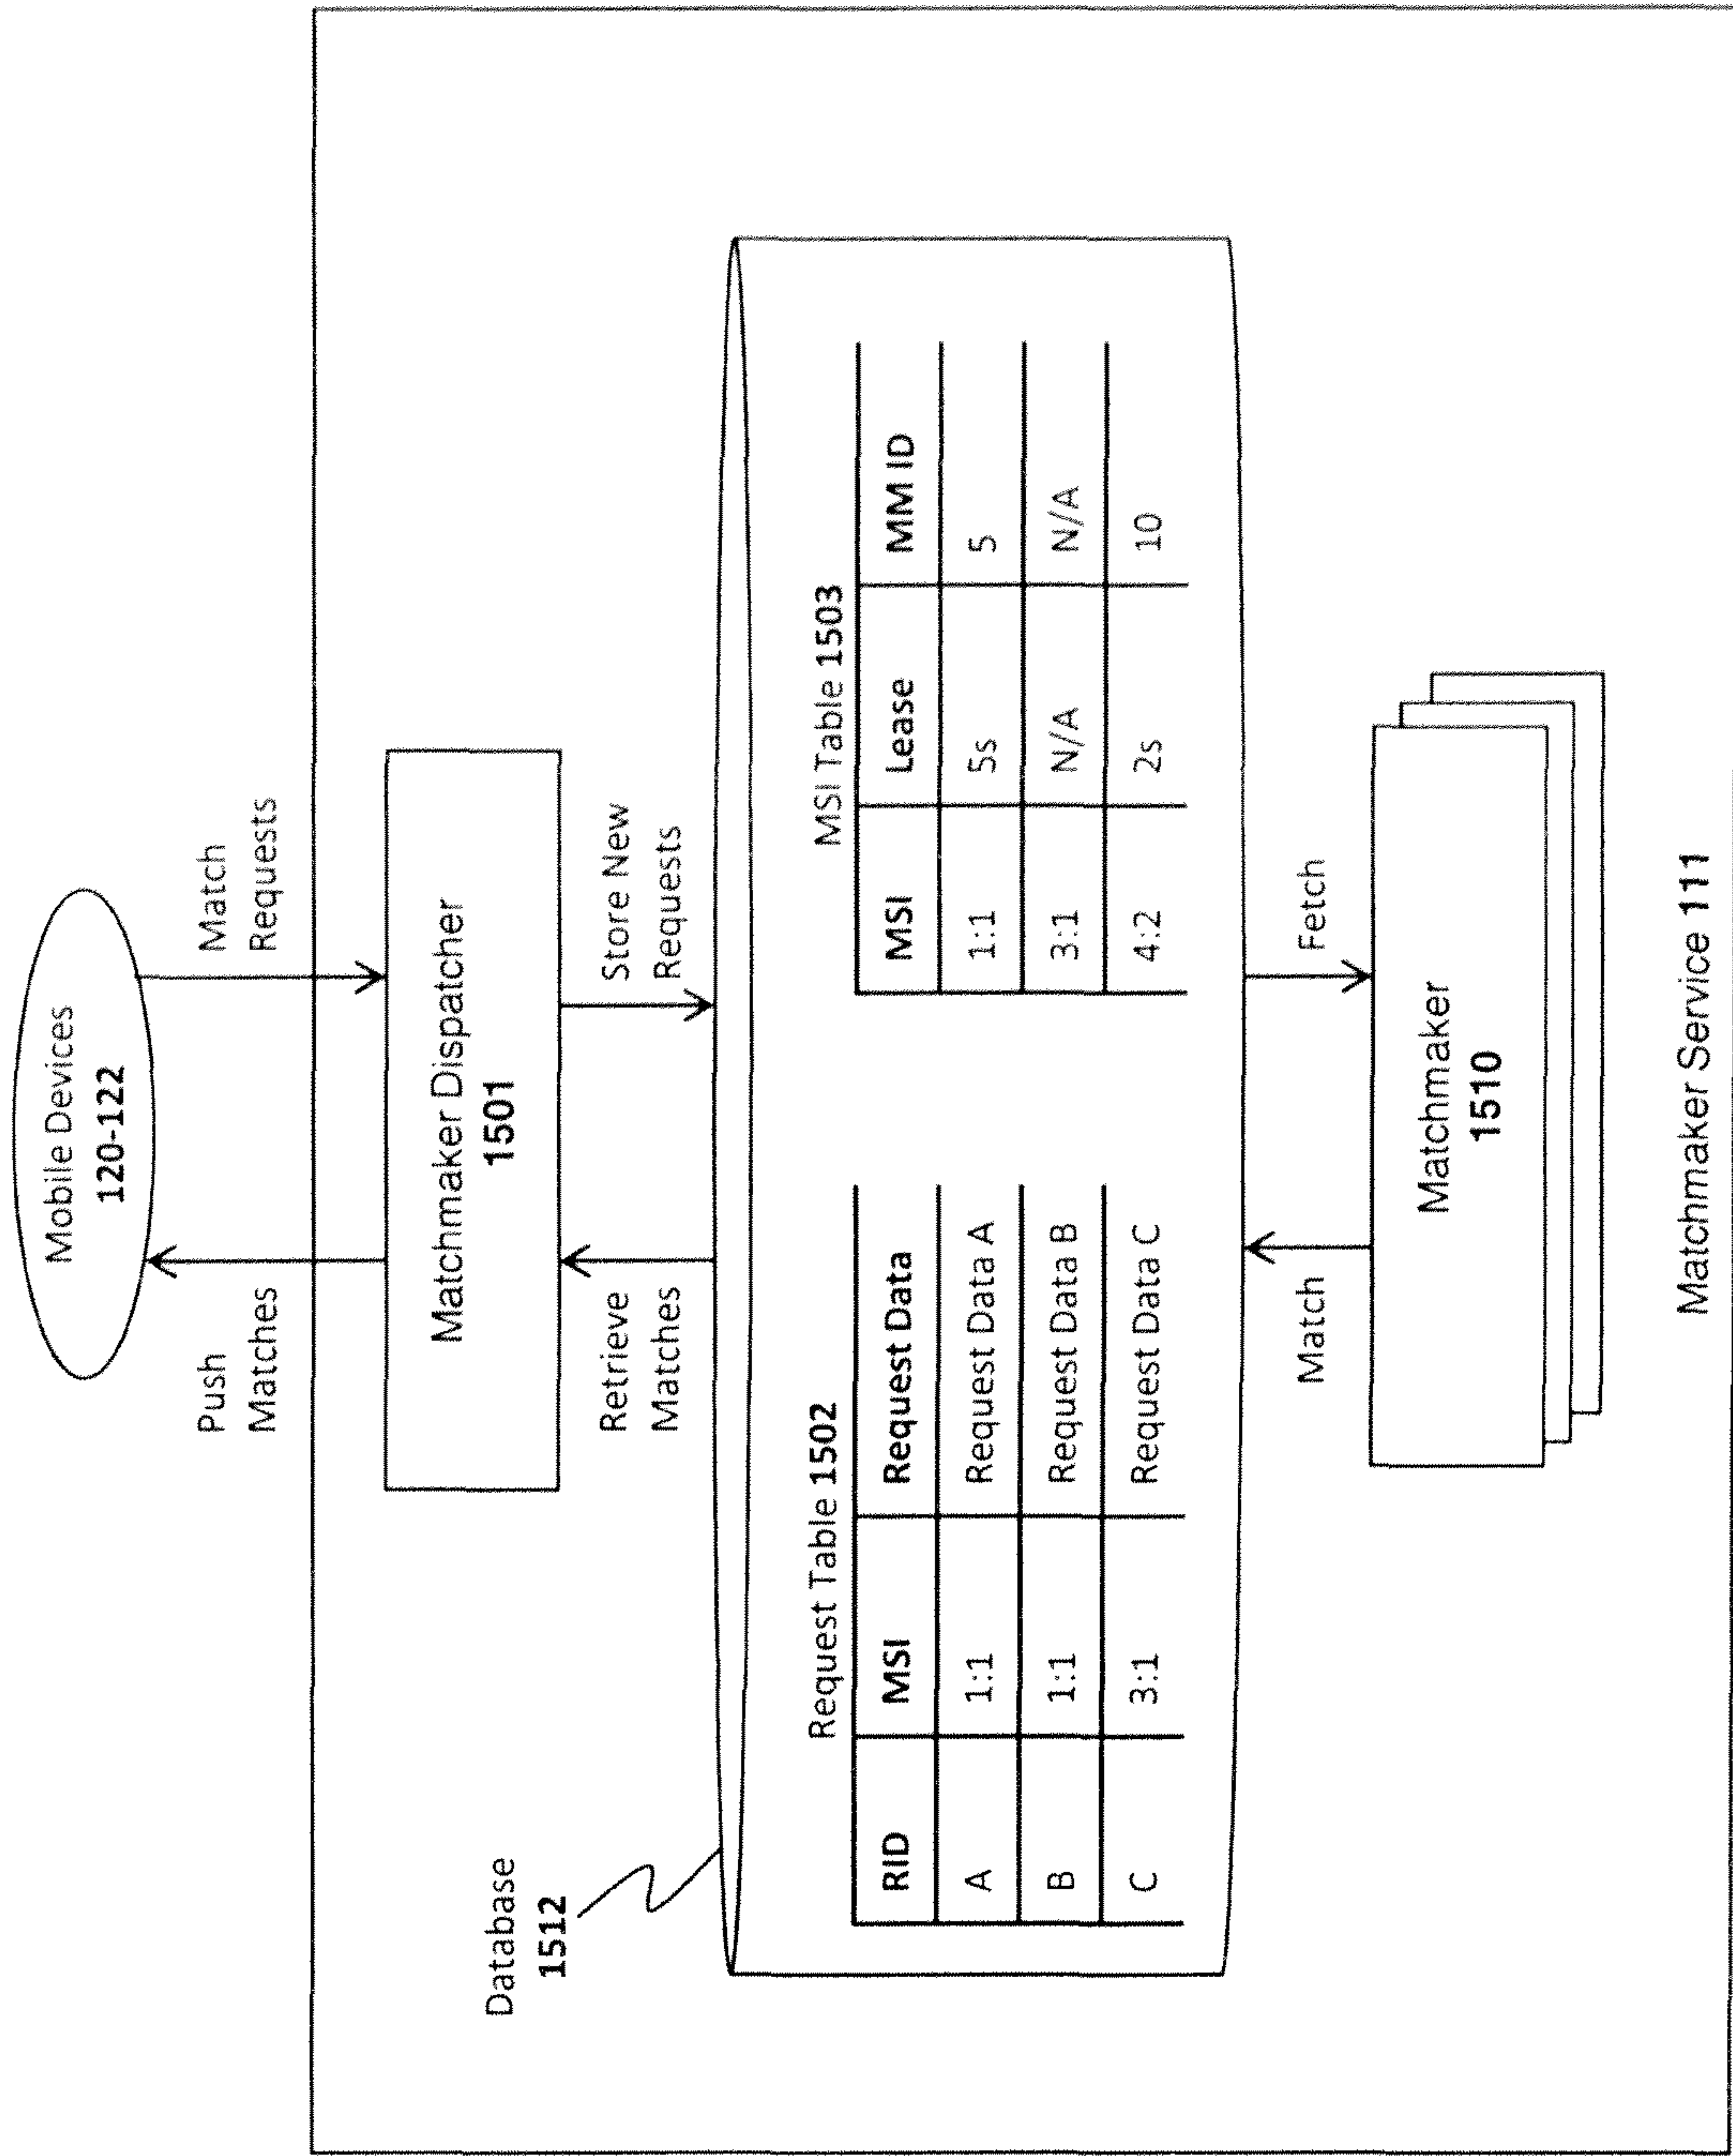 Mobile Devices
120-122
Push
Matches
Match
Requests
Matchmaker Dispatcher
1501
Retrieve
Matches
Store New
Requests
Database
1512
Request Table 1502
RID MSI Request Data
A 1:1 Request Data A
B 1:1 Request Data B
C 3:1 Request Data C
MSI Table 1503
MSI Lease MM ID
1:1 5s 5
3:1 N/A N/A
4:2 2s 10
Match
Fetch
Matchmaker
1510
Matchmaker Service 111